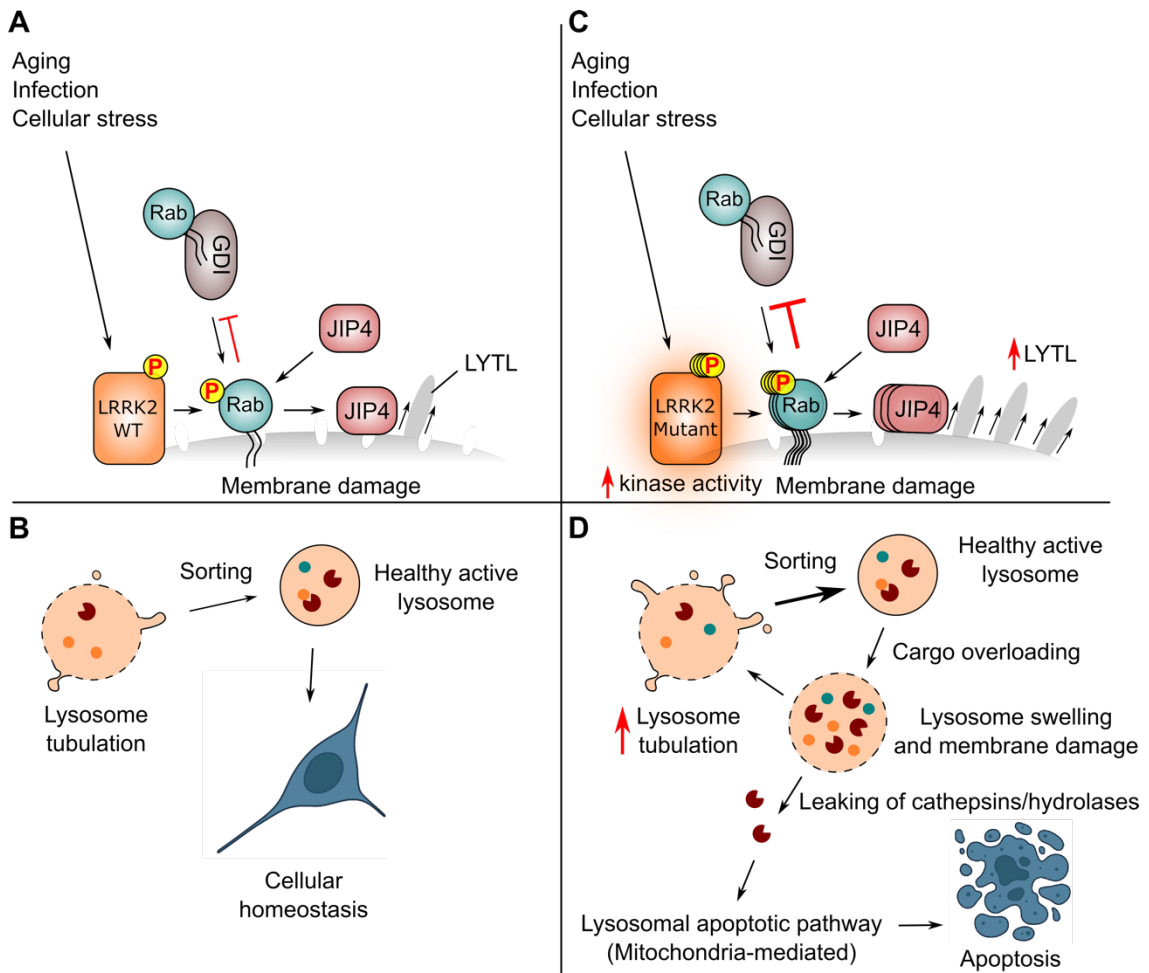 A
Aging
Infection
Cellular stress
Rab
GDI
JIP4
LYTL
P
P
LRRK2
WT
Rab
JIP4
Membrane damage
B
Sorting
Healthy active
lysosome
Lysosome
tubulation
Cellular
homeostasis
C
Aging
Infection
Cellular stress
Rab
GDI
JIP4
LYTL
P
P
LRRK2
Mutant
Rab
JIP4
kinase activity
Membrane damage
D
Sorting
Healthy active
lysosome
Cargo overloading
Lysosome
tubulation
Lysosome swelling
and membrane damage
Leaking of cathepsins/hydrolases
Lysosomal apoptotic pathway
(Mitochondria-mediated)
Apoptosis